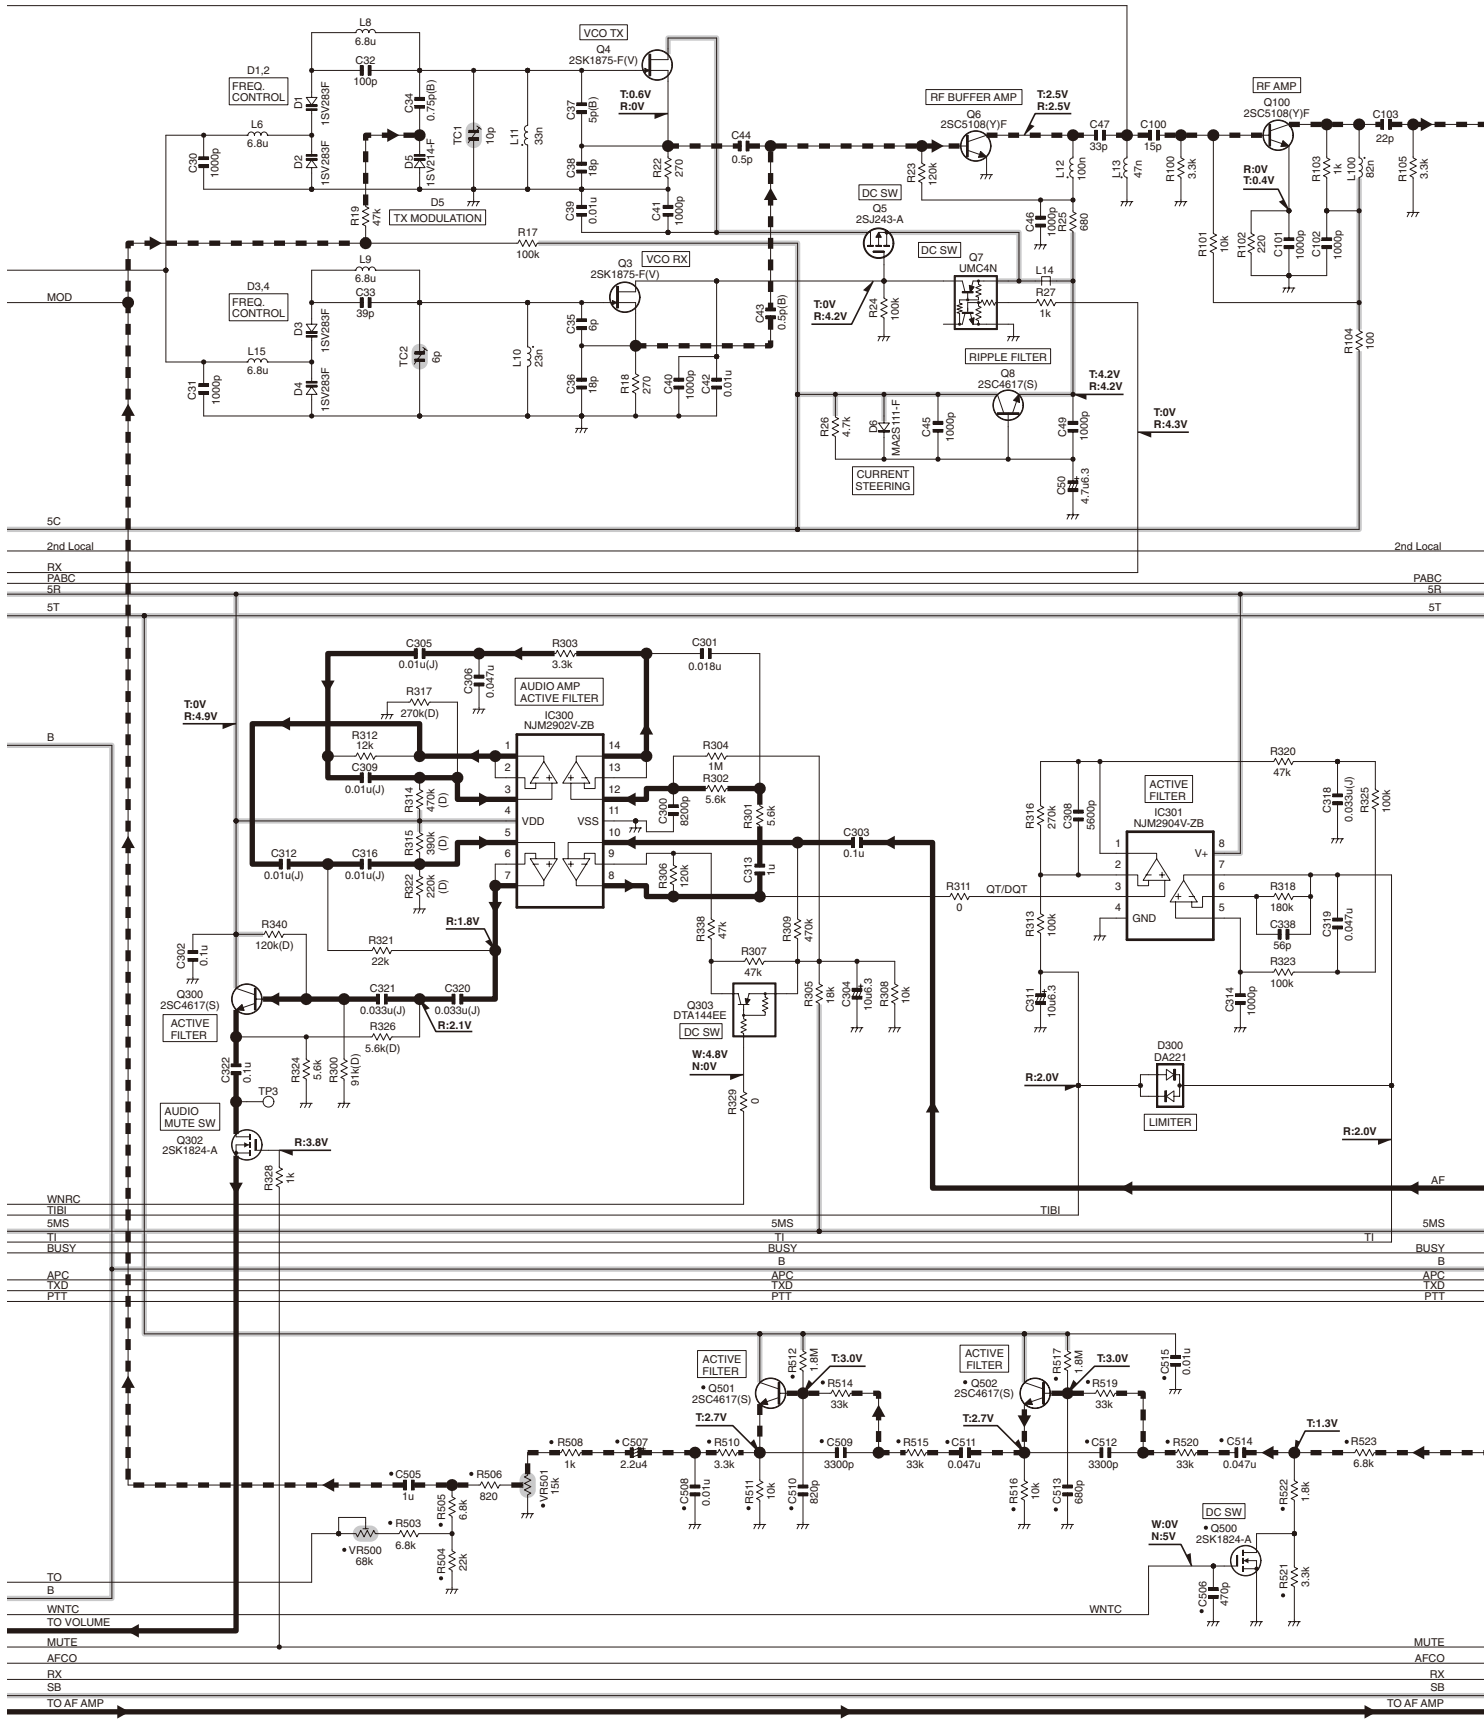 L8
6.8u
C32
100p
D1,2
FREQ.
CONTROL
D1
1SV283F
L6
6.8u
C30
1000p
D2
1SV283F
C34
0.75p(B)
D5
1SV214-F
D5
TX MODULATION
R19
47k
TC1
10p
L11
33n
VCO TX
Q4
2SK1875-F(V)
C37
5p(B)
C38
18p
C39
0.01u
R22
270
C41
1000p
T:0.6V
R:0V
C44
0.5p
RF BUFFER AMP
Q6
2SC5108(Y)F
T:2.5V
R:2.5V
R23
120k
L12
100n
C47
33p
L13
47n
C100
15p
R100
3.3k
RF AMP
Q100
2SC5108(Y)F
R:0V
T:0.4V
R103
1k
L100
82n
C103
22p
R105
3.3k
R101
10k
R102
220
C101
1000p
C102
1000p
R104
100
DC SW
Q5
2SJ243-A
C46
1000p
R25
680
DC SW
Q7
UMC4N
L14
R27
1k
R24
100k
T:0V
R:4.2V
R17
100k
L9
6.8u
C33
39p
MOD
D3,4
FREQ.
CONTROL
D3
1SV283F
L15
6.8u
C31
1000p
D4
1SV283F
TC2
6p
L10
23n
Q3
2SK1875-F(V)
VCO RX
C35
6p
C36
18p
R18
270
C40
1000p
C42
0.01u
C43
0.5p(B)
RIPPLE FILTER
Q8
2SC4617(S)
T:4.2V
R:4.2V
R26
4.7k
D6
MA2S111-F
C45
1000p
C49
1000p
CURRENT
STEERING
C50
4.7u6.3
T:0V
R:4.3V
5C
2nd Local
2nd Local
RX
PABC
PABC
5R
5R
5T
5T
C305
0.01u(J)
R303
3.3k
C306
0.047u
C301
0.018u
R317
270k(D)
AUDIO AMP
ACTIVE FILTER
IC300
NJM2902V-ZB
T:0V
R:4.9V
B
R312
12k
C309
0.01u(J)
R314
470k
(D)
R315
390k
(D)
1
2
3
4
5
6
7
VDD
14
13
12
11
10
9
8
VSS
R304
1M
R302
5.6k
C300
8200p
R301
5.6k
C303
0.1u
C313
1u
R306
120k
C312
0.01u(J)
C316
0.01u(J)
R322
220k
(D)
R:1.8V
R340
120k(D)
C302
0.1u
R321
22k
Q300
2SC4617(S)
C321
0.033u(J)
C320
0.033u(J)
R:2.1V
ACTIVE
FILTER
R326
5.6k(D)
R324
5.6k
R300
91k(D)
C322
0.1u
TP3
AUDIO
MUTE SW
Q302
2SK1824-A
R:3.8V
R328
1k
R338
47k
R309
470k
R307
47k
Q303
DTA144EE
DC SW
R305
18k
C304
10u6.3
R308
10k
W:4.8V
N:0V
R329
0
R311
0
QT/DQT
R320
47k
R316
270k
C308
5600p
ACTIVE
FILTER
IC301
NJM2904V-ZB
C318
0.033u(J)
R325
100k
1
2
3
4
GND
V+
8
7
6
5
R313
100k
R318
180k
C338
56p
C319
0.047u
R323
100k
C311
10u6.3
C314
1000p
D300
DA221
LIMITER
R:2.0V
R:2.0V
AF
WNRC
TIBI
TIBI
5MS
5MS
5MS
TI
TI
TI
BUSY
BUSY
BUSY
B
B
APC
APC
APC
TXD
TXD
TXD
PTT
PTT
PTT
ACTIVE
FILTER
• Q501
2SC4617(S)
• R512
1.8M
T:3.0V
• R514
33k
T:2.7V
ACTIVE
FILTER
• Q502
2SC4617(S)
• R517
1.8M
T:3.0V
• R519
33k
• C515
0.01u
T:2.7V
T:1.3V
• R508
1k
• C507
2.2u4
• R510
3.3k
• C509
3300p
• R515
33k
• C511
0.047u
• C512
3300p
• R520
33k
• C514
0.047u
• R523
6.8k
• C505
1u
• R506
820
• VR501
15k
• C508
0.01u
• R511
10k
• C510
820p
• R516
10k
• C513
680p
• R522
1.8k
• R505
6.8k
• R503
6.8k
• VR500
68k
• R504
22k
DC SW
• Q500
2SK1824-A
W:0V
N:5V
• C506
470p
• R521
3.3k
TO
B
WNTC
WNTC
TO VOLUME
MUTE
MUTE
AFCO
AFCO
RX
RX
SB
SB
TO AF AMP
TO AF AMP